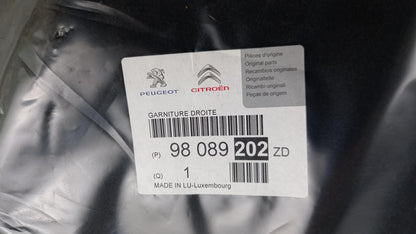 PEUGEOT
CITROËN
Pièces d'origine
Original parts
Recambios originales
Originalteile
Ricambi originali
Peças de origem
GARNITURE.DROITE
(P) 98 089 202 ZD
(Q) 1
MADE IN LU-Luxembourg